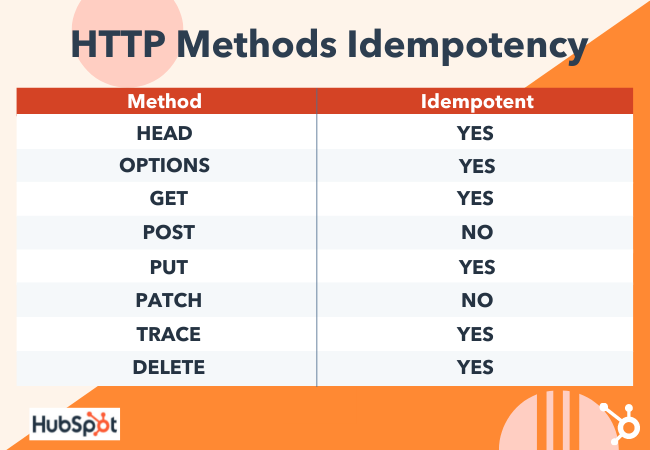 HTTP Methods Idempotency
Method Idempotent
HEAD YES
OPTIONS YES
GET YES
POST NO
PUT YES
PATCH NO
TRACE YES
DELETE YES
HubSpot